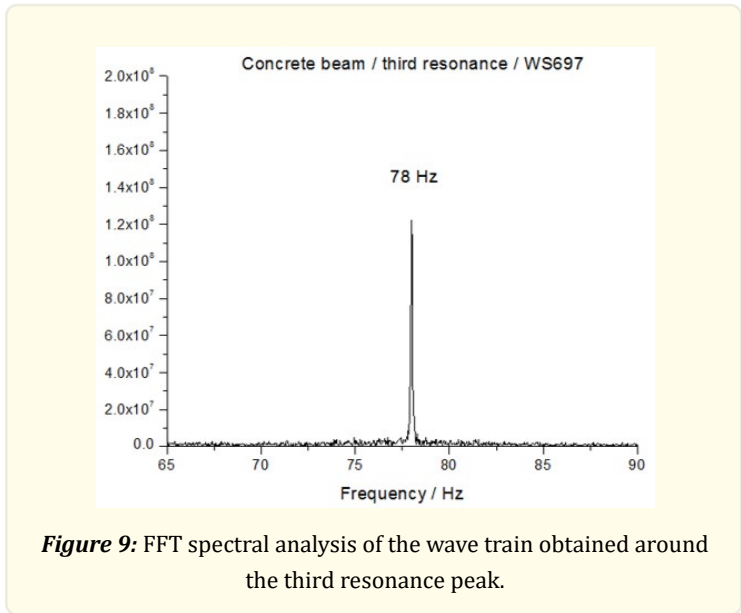 Concrete beam / third resonance / WS697
2.0x10⁸
1.8x10⁸
1.6x10⁸
1.4x10⁸
1.2x10⁸
1.0x10⁸
8.0x10⁷
6.0x10⁷
4.0x10⁷
2.0x10⁷
0.0
78 Hz
65 70 75 80 85 90
Frequency / Hz
Figure 9: FFT spectral analysis of the wave train obtained around
the third resonance peak.